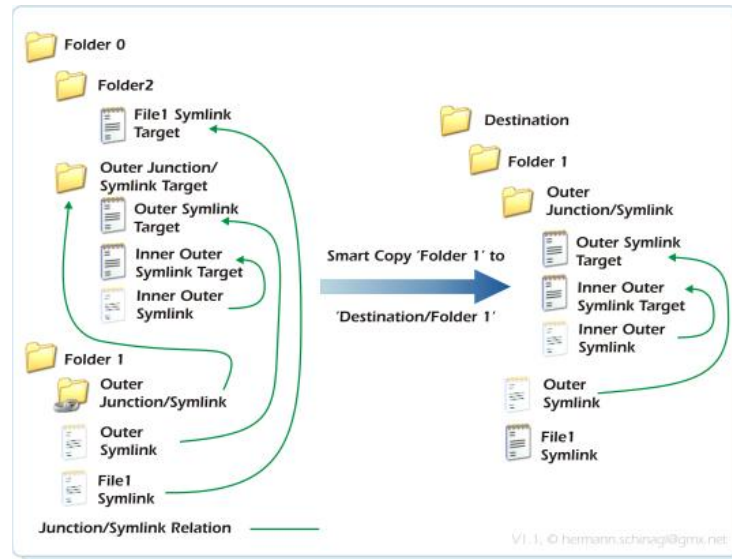 Folder 0
Folder2
File1 Symlink
Target
Outer Junction/
Symlink Target
Outer Symlink
Target
Inner Outer
Symlink Target
Inner Outer
Symlink
Folder 1
Outer
Junction/Symlink
Outer
Symlink
File1
Symlink
Junction/Symlink Relation
Smart Copy 'Folder 1' to
'Destination/Folder 1'
Destination
Folder 1
Outer
Junction/Symlink
Outer Symlink
Target
Inner Outer
Symlink Target
Inner Outer
Symlink
Outer
Symlink
File1
Symlink
V1.1, © hermann.schinagl@gmx.net